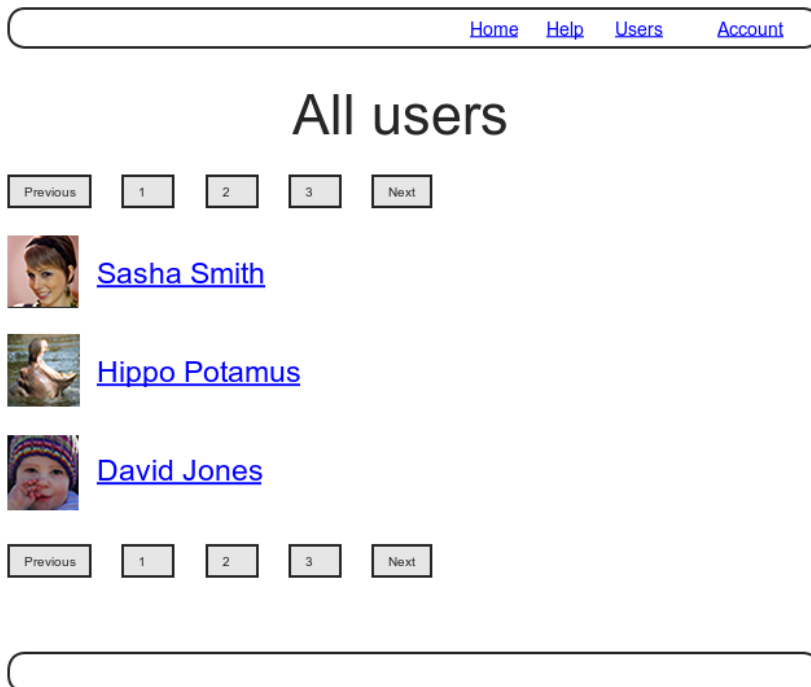 Home Help Users Account
All users
Previous 1 2 3 Next
Sasha Smith
Hippo Potamus
David Jones
Previous 1 2 3 Next